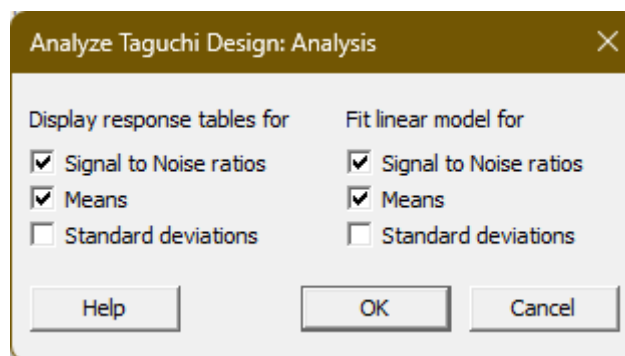 Analyze Taguchi Design: Analysis
Display response tables for
Signal to Noise ratios
Means
Standard deviations
Fit linear model for
Signal to Noise ratios
Means
Standard deviations
Help
OK
Cancel